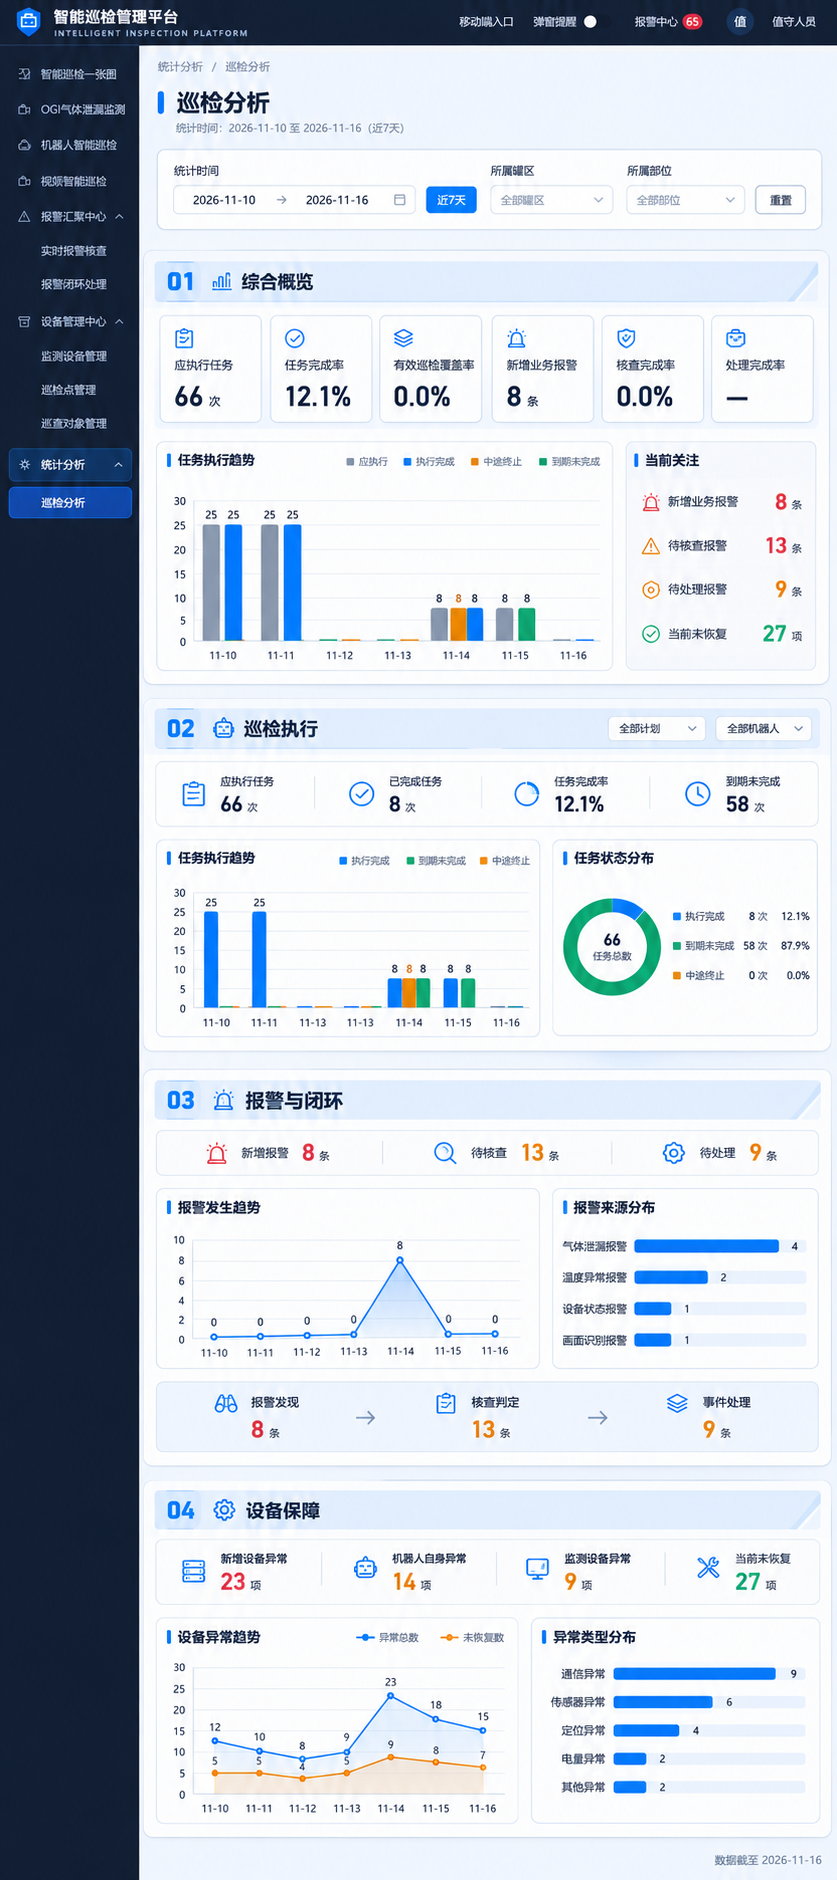 智能巡检管理平台
INTELLIGENT INSPECTION PLATFORM
移动端入口
弹窗提醒
报警中心 65
值
值守人员
智能巡检一张图
OGI气体泄漏监测
机器人智能巡检
视频智能巡检
报警汇聚中心
实时报警核查
报警闭环处理
设备管理中心
监测设备管理
巡检点管理
巡查对象管理
统计分析
巡检分析
统计分析 / 巡检分析
巡检分析
统计时间：2026-11-10 至 2026-11-16（近7天）
统计时间
所属罐区
所属部位
2026-11-10 → 2026-11-16
近7天
全部罐区
全部部位
重置
01 综合概览
应执行任务
66 次
任务完成率
12.1%
有效巡检覆盖率
0.0%
新增业务报警
8 条
核查完成率
0.0%
处理完成率
—
任务执行趋势
应执行
执行完成
中途终止
到期未完成
30
25
20
15
10
5
0
25 25 25 25 8 8 8 8 8
11-10 11-11 11-12 11-13 11-14 11-15 11-16
当前关注
新增业务报警 8 条
待核查报警 13 条
待处理报警 9 条
当前未恢复 27 项
02 巡检执行
全部计划
全部机器人
应执行任务
66 次
已完成任务
8 次
任务完成率
12.1%
到期未完成
58 次
任务执行趋势
执行完成
到期未完成
中途终止
30
25
20
15
10
5
0
25 25 8 8 8 8 8
11-10 11-11 11-13 11-13 11-14 11-15 11-16
任务状态分布
66
任务总数
执行完成 8 次 12.1%
到期未完成 58 次 87.9%
中途终止 0 次 0.0%
03 报警与闭环
新增报警 8 条
待核查 13 条
待处理 9 条
报警发生趋势
10
8
6
4
2
0
0 0 0 0 8 0 0
11-10 11-11 11-12 11-13 11-14 11-15 11-16
报警来源分布
气体泄漏报警 4
温度异常报警 2
设备状态报警 1
画面识别报警 1
报警发现
8 条
→
核查判定
13 条
→
事件处理
9 条
04 设备保障
新增设备异常
23 项
机器人自身异常
14 项
监测设备异常
9 项
当前未恢复
27 项
设备异常趋势
异常总数
未恢复数
30
25
20
15
10
5
0
12 10 8 9 23 18 15
5 5 4 5 9 8 7
11-10 11-11 11-12 11-13 11-14 11-15 11-16
异常类型分布
通信异常 9
传感器异常 6
定位异常 4
电量异常 2
其他异常 2
数据截至 2026-11-16